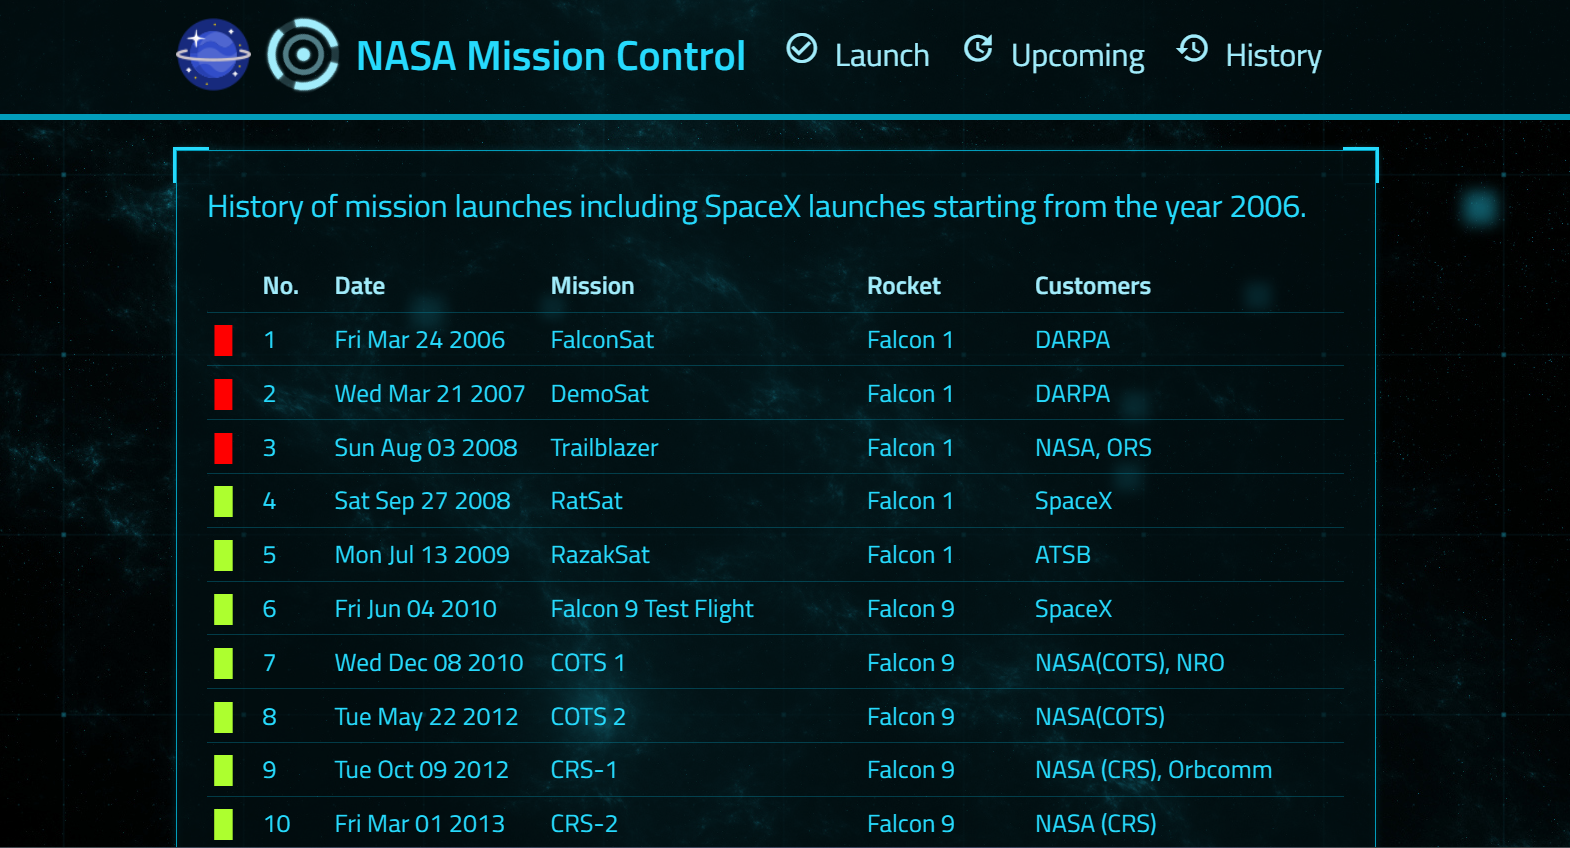 NASA Mission Control Launch Upcoming History
History of mission launches including SpaceX launches starting from the year 2006.
No. Date Mission Rocket Customers
1 Fri Mar 24 2006 FalconSat Falcon 1 DARPA
2 Wed Mar 21 2007 DemoSat Falcon 1 DARPA
3 Sun Aug 03 2008 Trailblazer Falcon 1 NASA, ORS
4 Sat Sep 27 2008 RatSat Falcon 1 SpaceX
5 Mon Jul 13 2009 RazakSat Falcon 1 ATSB
6 Fri Jun 04 2010 Falcon 9 Test Flight Falcon 9 SpaceX
7 Wed Dec 08 2010 COTS 1 Falcon 9 NASA(COTS), NRO
8 Tue May 22 2012 COTS 2 Falcon 9 NASA(COTS)
9 Tue Oct 09 2012 CRS-1 Falcon 9 NASA (CRS), Orbcomm
10 Fri Mar 01 2013 CRS-2 Falcon 9 NASA (CRS)